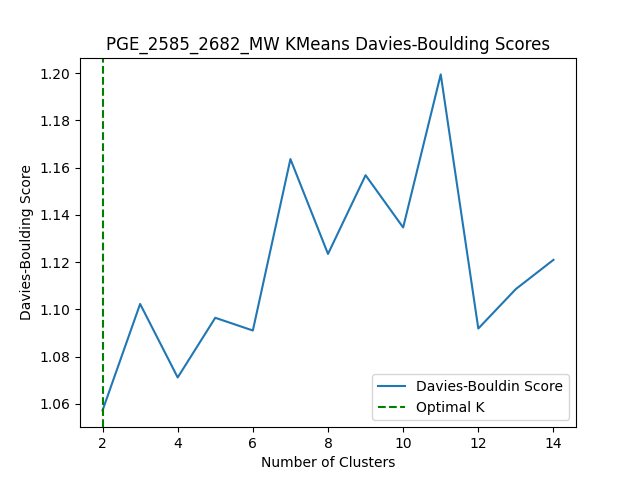 PGE_2585_2682_MW KMeans Davies-Boulding Scores
1.20
1.18
1.16
1.14
1.12
1.10
1.08
1.06
Davies-Boulding Score
Davies-Bouldin Score
Optimal K
2 4 6 8 10 12 14
Number of Clusters